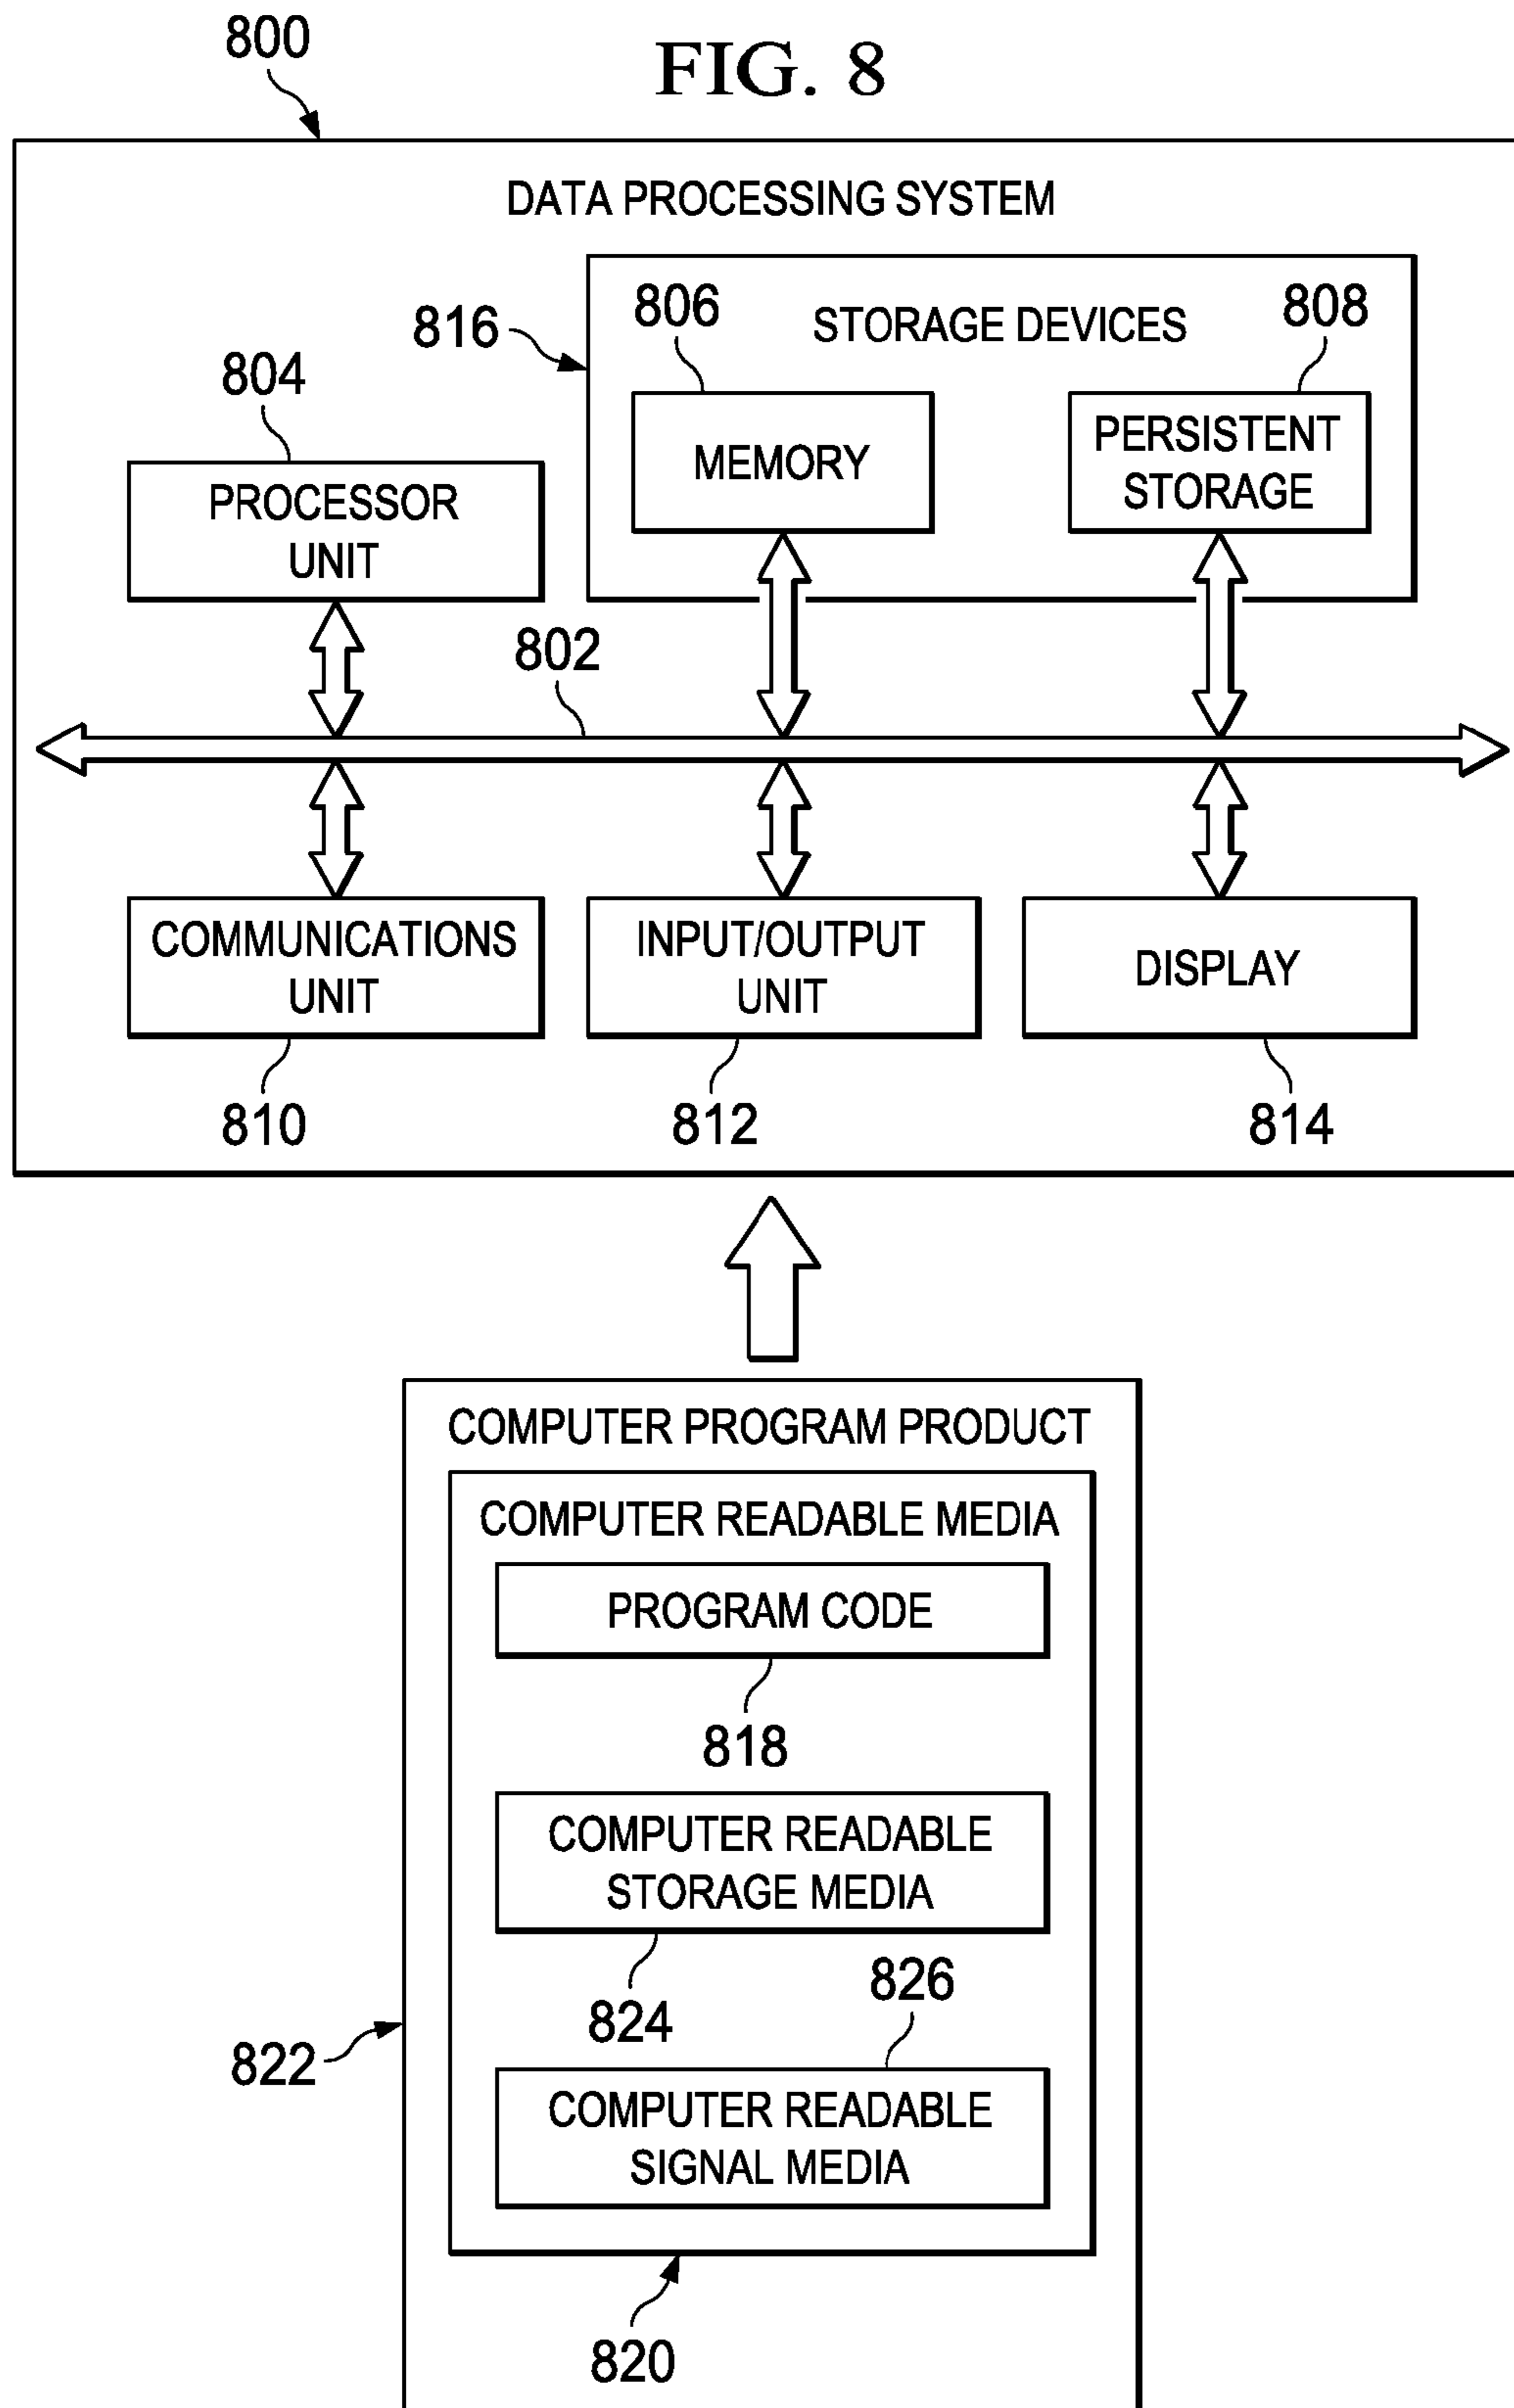 800
FIG. 8
DATA PROCESSING SYSTEM
816
806
STORAGE DEVICES
808
804
MEMORY
PERSISTENT
STORAGE
PROCESSOR
UNIT
802
COMMUNICATIONS
UNIT
INPUT/OUTPUT
UNIT
DISPLAY
810
812
814
COMPUTER PROGRAM PRODUCT
COMPUTER READABLE MEDIA
PROGRAM CODE
818
COMPUTER READABLE
STORAGE MEDIA
824
826
822
COMPUTER READABLE
SIGNAL MEDIA
820